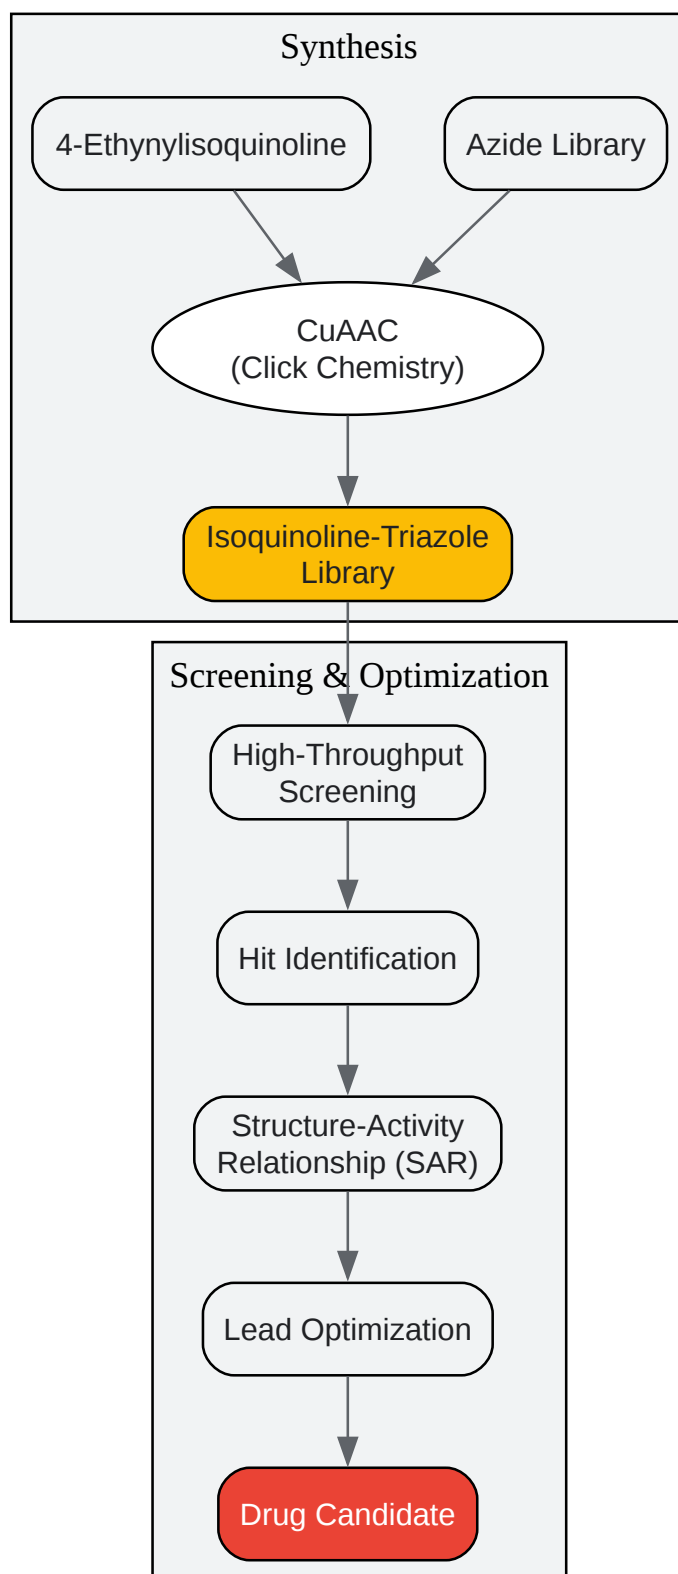 Synthesis
4-Ethynylisoquinoline
Azide Library
CuAAC
(Click Chemistry)
Isoquinoline-Triazole
Library
Screening & Optimization
High-Throughput
Screening
Hit Identification
Structure-Activity
Relationship (SAR)
Lead Optimization
Drug Candidate